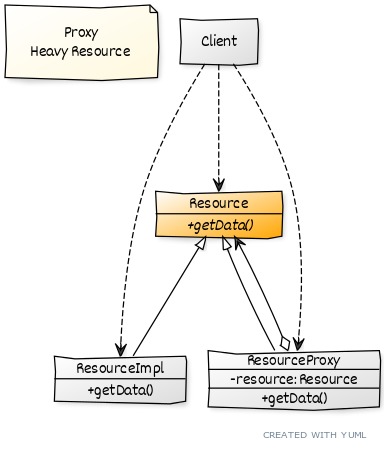 Proxy
Heavy Resource
Client
Resource
+getData()
ResourceImpl
+getData()
ResourceProxy
-resource: Resource
+getData()
CREATED WITH YUML